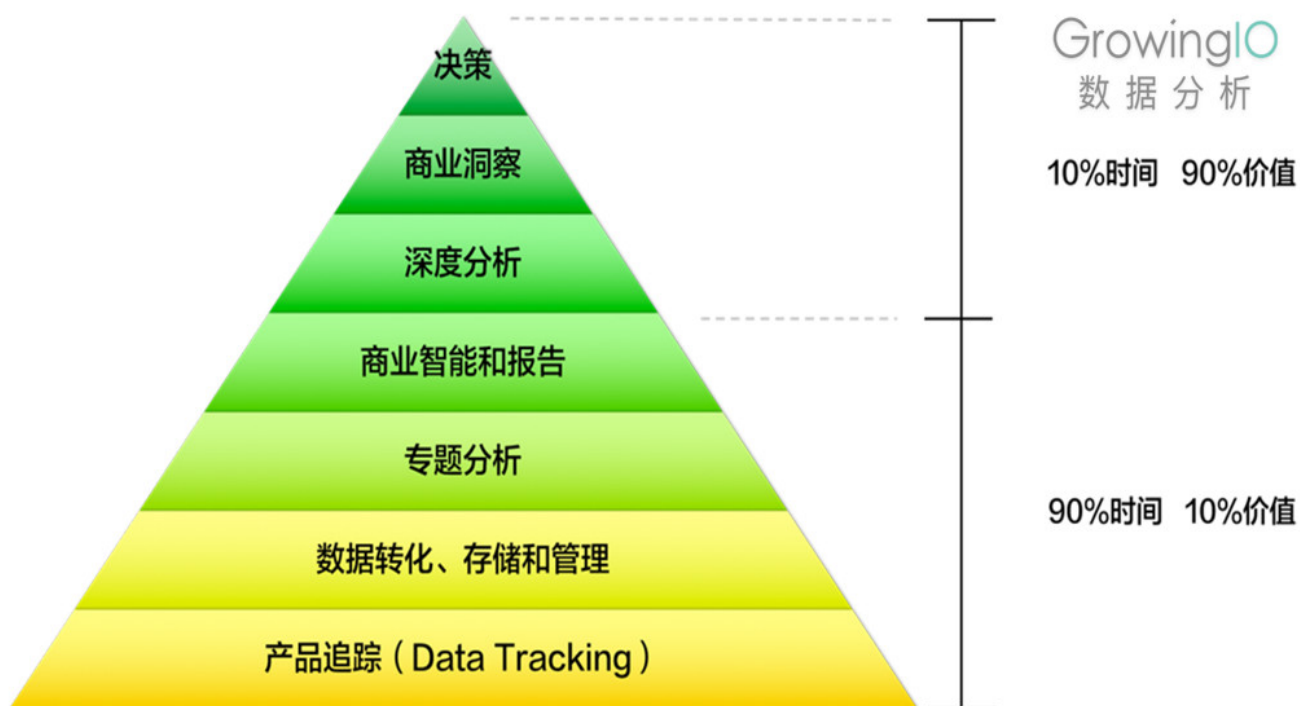 决策
商业洞察
深度分析
商业智能和报告
专题分析
数据转化、存储和管理
产品追踪（Data Tracking）
GrowingIO
数据分析
10%时间 90%价值
90%时间 10%价值